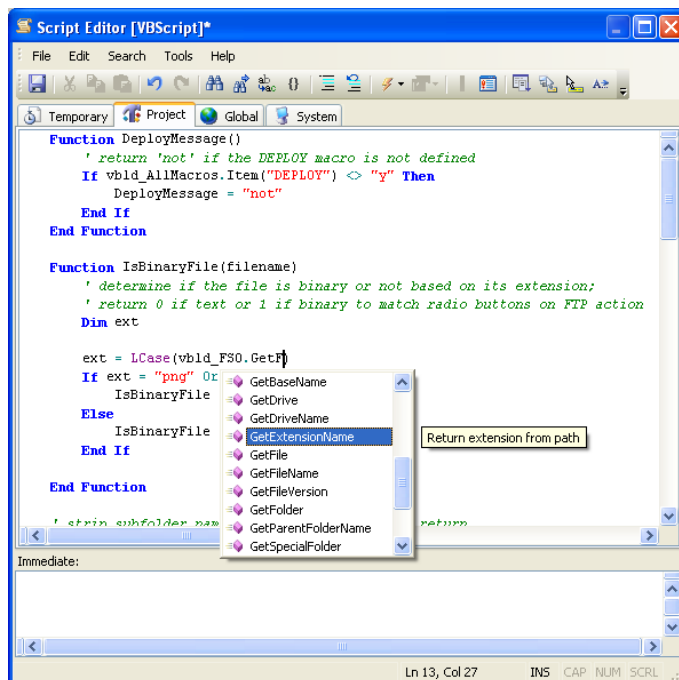 Script Editor [VBScript]*
File Edit Search Tools Help
Temporary Project Global System
Function DeployMessage()
' return 'not' if the DEPLOY macro is not defined
If vbld_AllMacros.Item("DEPLOY") <> "y" Then
DeployMessage = "not"
End If
End Function
Function IsBinaryFile(filename)
' determine if the file is binary or not based on its extension;
' return 0 if text or 1 if binary to match radio buttons on FTP action
Dim ext
ext = LCase(vbld_FSO.GetF)
If ext = "png" Or
IsBinaryFile
Else
IsBinaryFile
End If
End Function
' strip subfolder nam return
GetBaseName
GetDrive
GetDriveName
GetExtensionName
GetFile
GetFileName
GetFileVersion
GetFolder
GetParentFolderName
GetSpecialFolder
Return extension from path
Immediate:
Ln 13, Col 27 INS CAP NUM SCRL